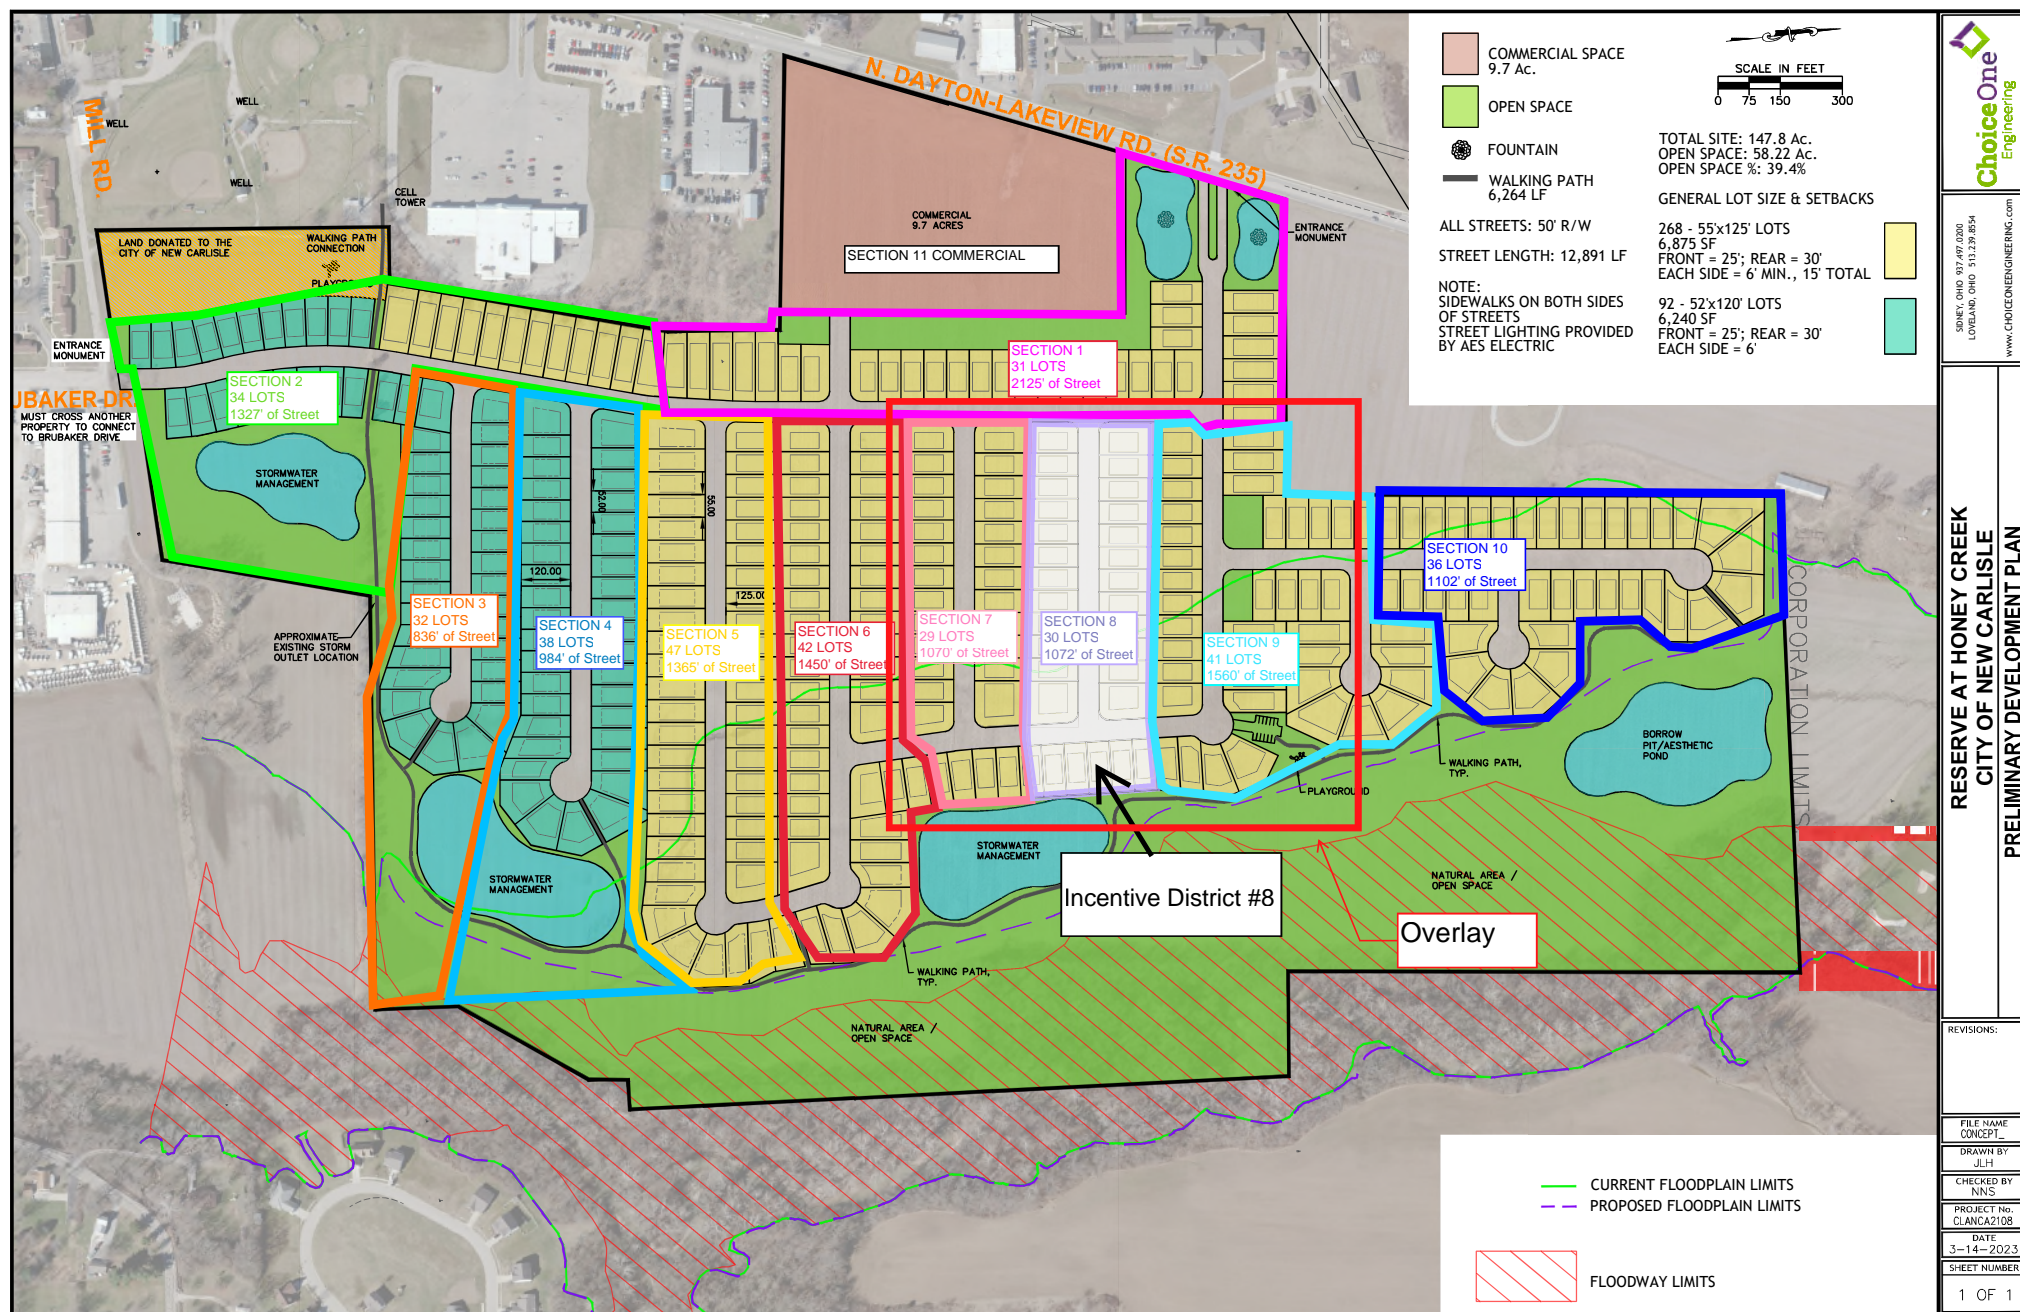 MILL RD.
WELL
WELL
WELL
CELL
TOWER
N. DAYTON-LAKEVIEW RD. (S.R. 235)
LAND DONATED TO THE
CITY OF NEW CARLISLE
WALKING PATH
CONNECTION
PLAYGROUND
COMMERCIAL
9.7 ACRES
SECTION 11 COMMERCIAL
ENTRANCE
MONUMENT
ENTRANCE
MONUMENT
UBAKER DR.
MUST CROSS ANOTHER
PROPERTY TO CONNECT
TO BRUBAKER DRIVE
SECTION 1
31 LOTS
2125' of Street
SECTION 2
34 LOTS
1327' of Street
STORMWATER
MANAGEMENT
52.00
55.00
120.00
125.00
APPROXIMATE
EXISTING STORM
OUTLET LOCATION
SECTION 3
32 LOTS
836' of Street
SECTION 4
38 LOTS
984' of Street
SECTION 5
47 LOTS
1365' of Street
SECTION 6
42 LOTS
1450' of Street
SECTION 7
29 LOTS
1070' of Street
SECTION 8
30 LOTS
1072' of Street
SECTION 9
41 LOTS
1560' of Street
SECTION 10
36 LOTS
1102' of Street
CORPORATION LIMITS
BORROW
PIT/AESTHETIC
POND
WALKING PATH,
TYP.
PLAYGROUND
STORMWATER
MANAGEMENT
STORMWATER
MANAGEMENT
Incentive District #8
Overlay
NATURAL AREA /
OPEN SPACE
WALKING PATH,
TYP.
NATURAL AREA /
OPEN SPACE
COMMERCIAL SPACE
9.7 Ac.
OPEN SPACE
FOUNTAIN
WALKING PATH
6,264 LF
ALL STREETS: 50' R/W
STREET LENGTH: 12,891 LF
NOTE:
SIDEWALKS ON BOTH SIDES
OF STREETS
STREET LIGHTING PROVIDED
BY AES ELECTRIC
SCALE IN FEET
0 75 150 300
TOTAL SITE: 147.8 Ac.
OPEN SPACE: 58.22 Ac.
OPEN SPACE %: 39.4%
GENERAL LOT SIZE & SETBACKS
268 - 55'x125' LOTS
6,875 SF
FRONT = 25'; REAR = 30'
EACH SIDE = 6' MIN., 15' TOTAL
92 - 52'x120' LOTS
6,240 SF
FRONT = 25'; REAR = 30'
EACH SIDE = 6'
CURRENT FLOODPLAIN LIMITS
PROPOSED FLOODPLAIN LIMITS
FLOODWAY LIMITS
ChoiceOne
Engineering
SIDNEY, OHIO 937.497.0200
LOVELAND, OHIO 513.239.8554
www.CHOICEONEENGINEERING.com
RESERVE AT HONEY CREEK
CITY OF NEW CARLISLE
PRELIMINARY DEVELOPMENT PLAN
REVISIONS:
FILE NAME
CONCEPT_
DRAWN BY
JLH
CHECKED BY
NNS
PROJECT No.
CLANCA2108
DATE
3-14-2023
SHEET NUMBER
1 OF 1